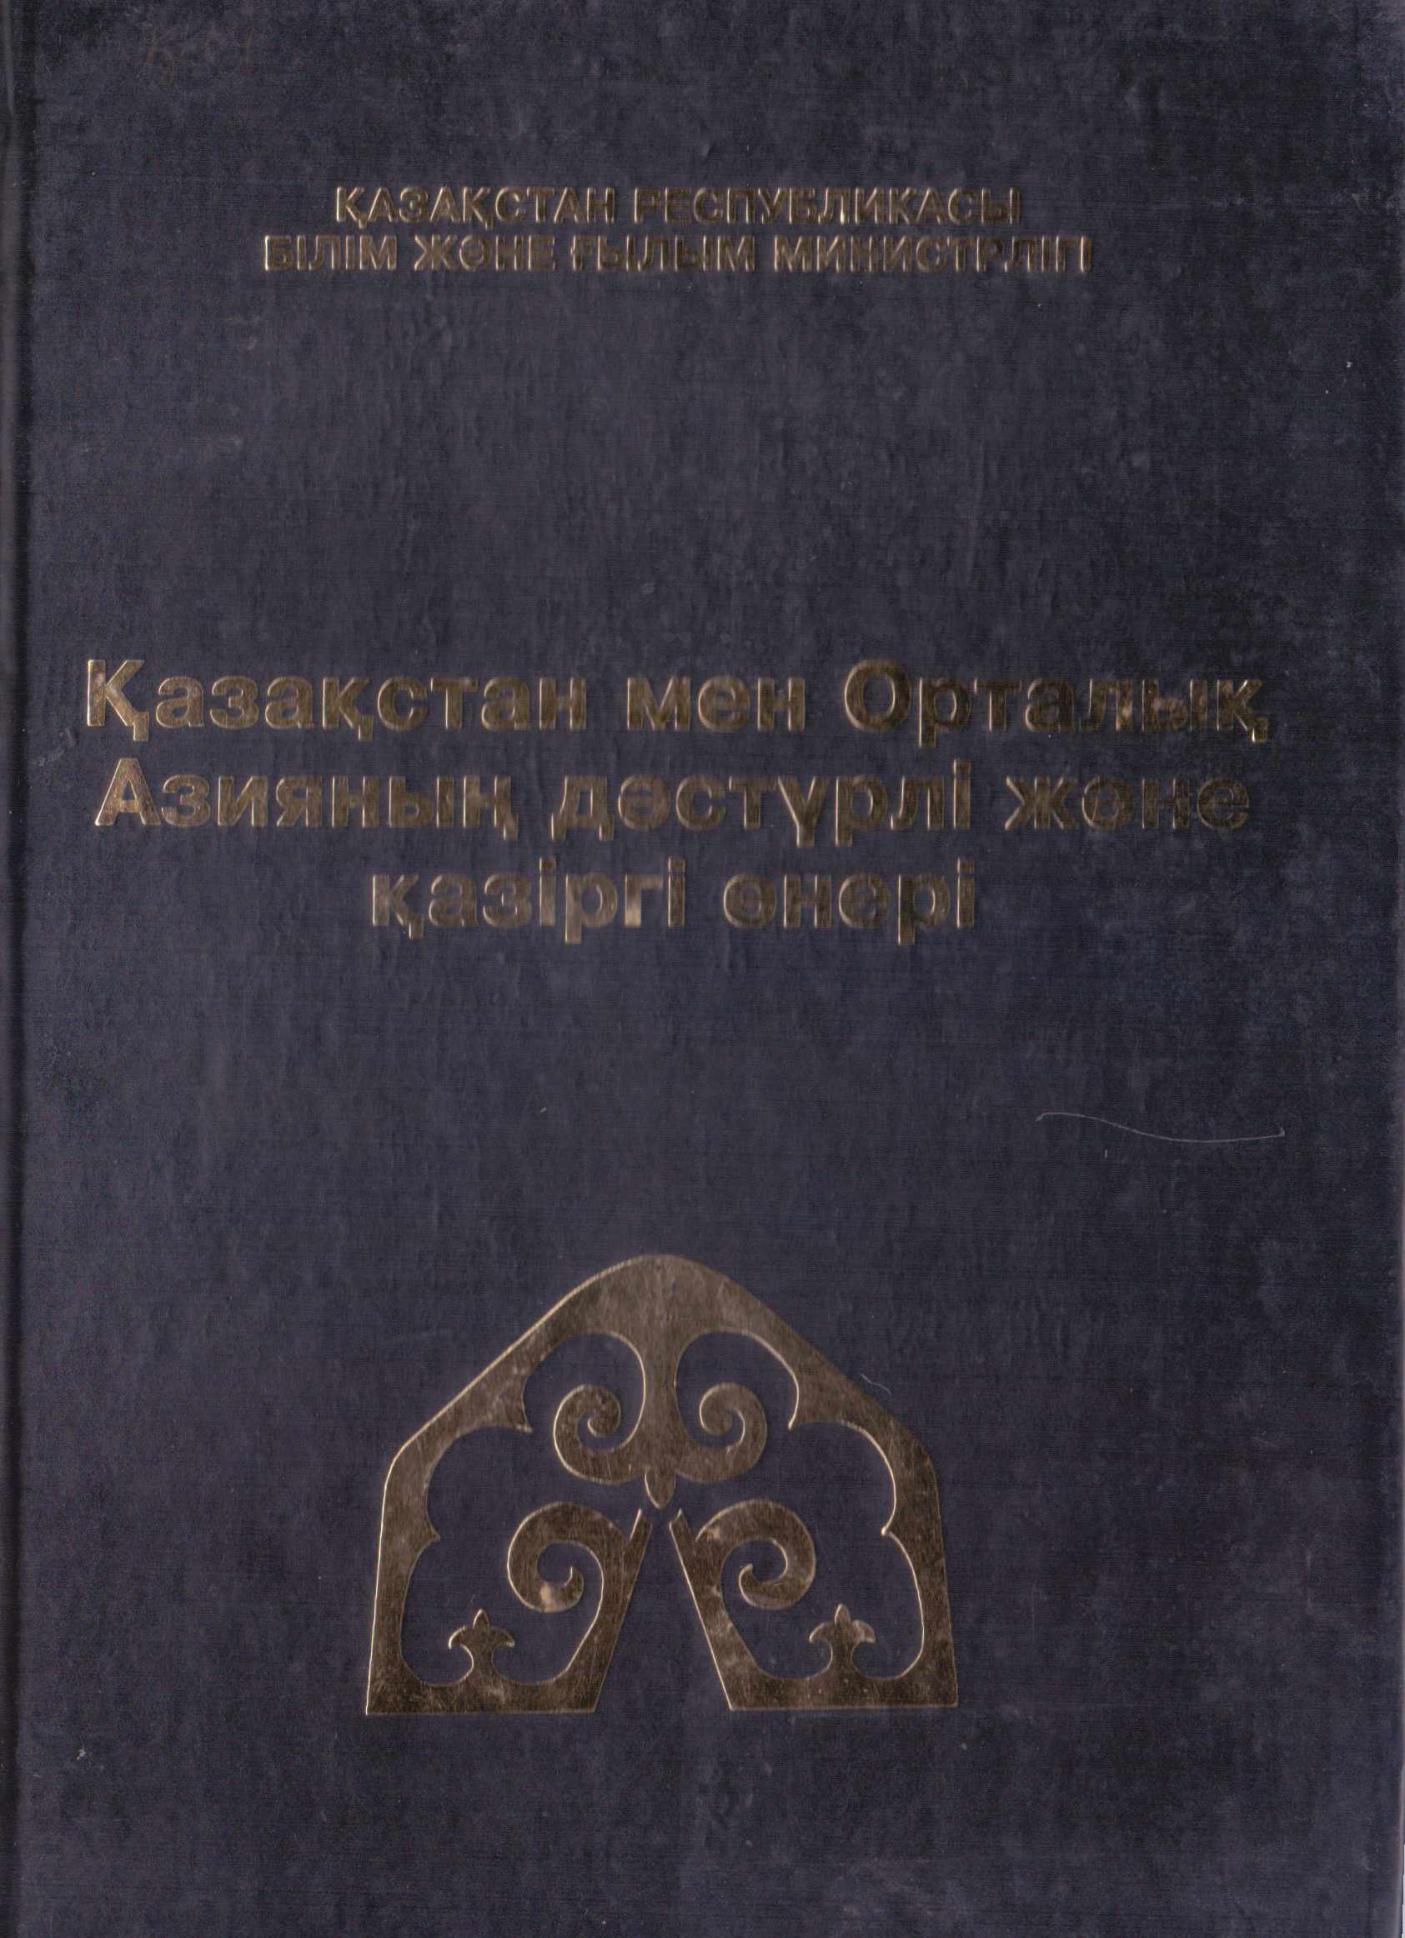 ҚАЗАҚСТАН РЕСПУБЛИКАСЫ
БІЛІМ ЖӘНЕ ҒЫЛЫМ МИНИСТРЛІГІ
Қазақстан мен Орталық
Азияның дәстүрлі және
қазіргі өнері